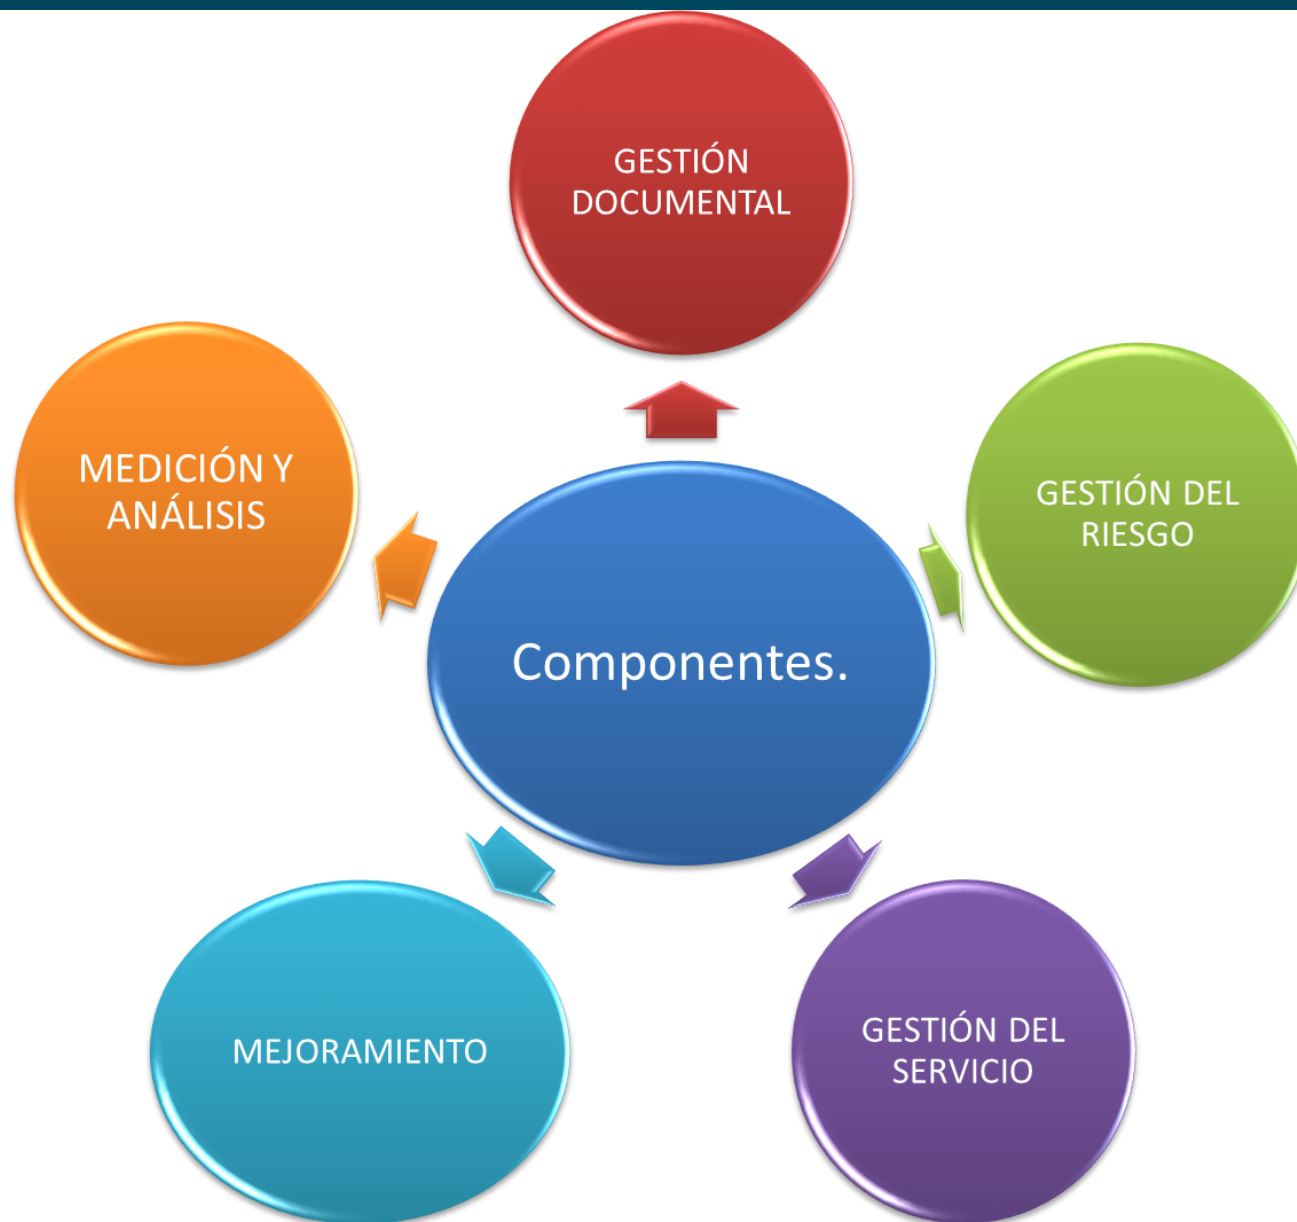 GESTIÓN
DOCUMENTAL
MEDICIÓN Y
ANÁLISIS
GESTIÓN DEL
RIESGO
Componentes.
MEJORAMIENTO
GESTIÓN DEL
SERVICIO